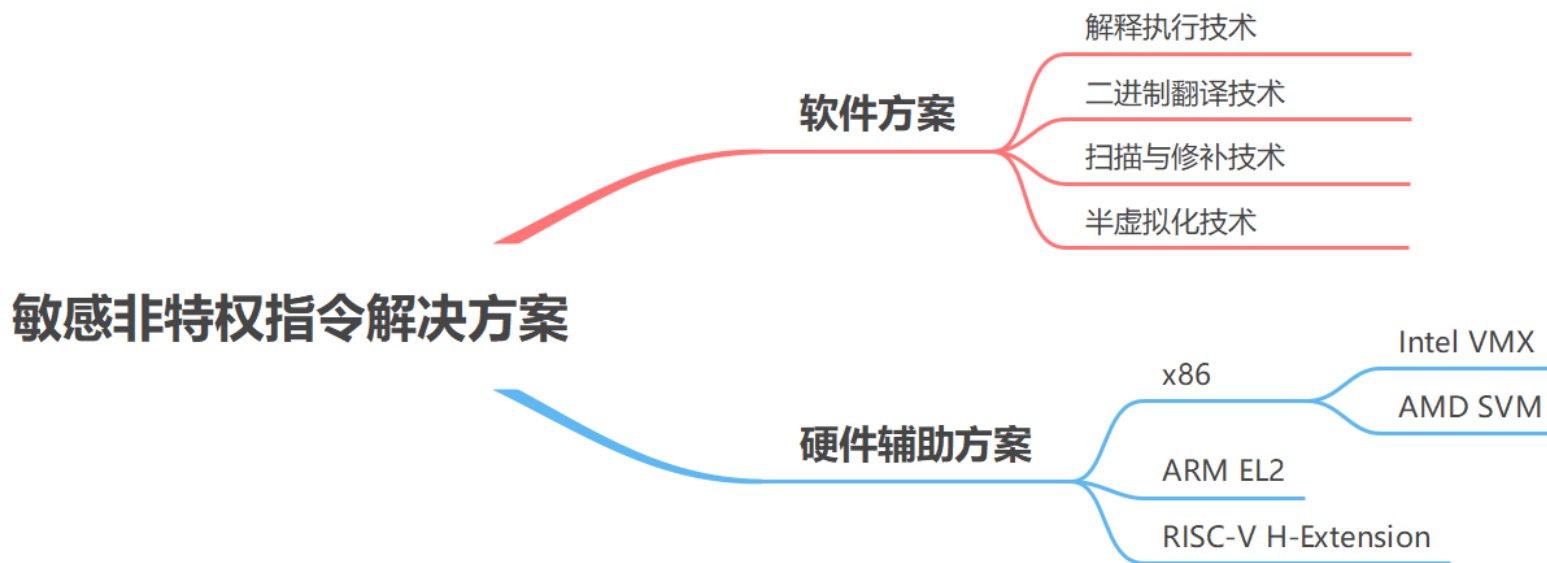 敏感非特权指令解决方案
软件方案
解释执行技术
二进制翻译技术
扫描与修补技术
半虚拟化技术
硬件辅助方案
x86
Intel VMX
AMD SVM
ARM EL2
RISC-V H-Extension